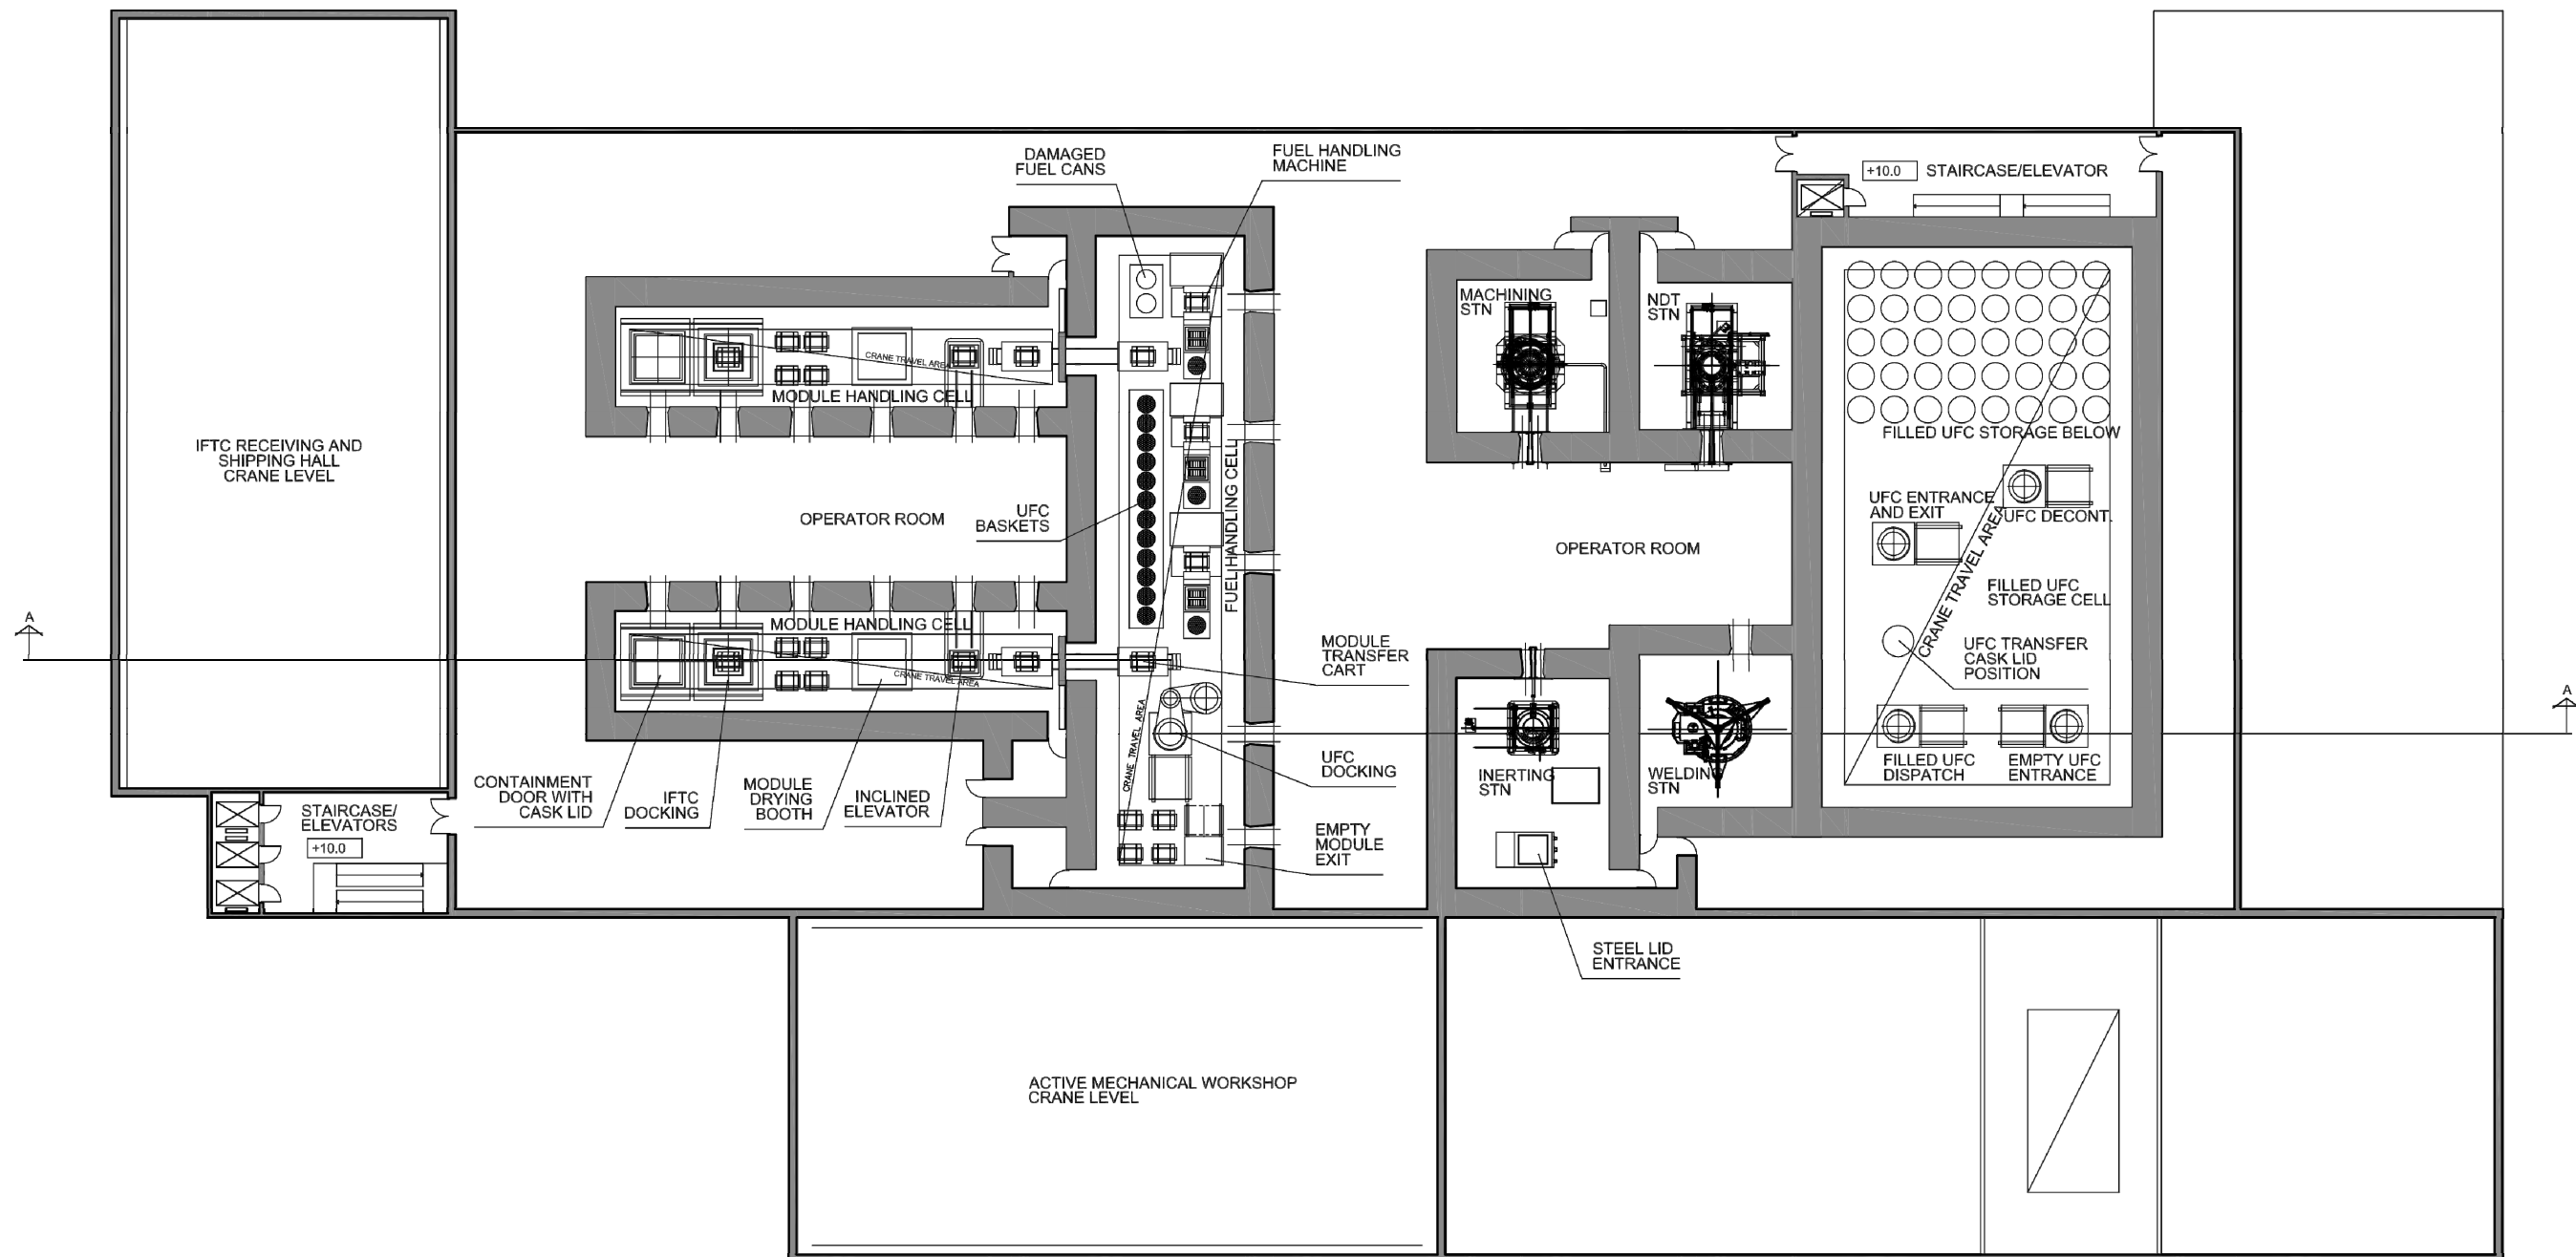 DAMAGED
FUEL CANS
FUEL HANDLING
MACHINE
+10.0
STAIRCASE/ELEVATOR
MACHINING
STN
NDT
STN
CRANE TRAVEL AREA
MODULE HANDLING CELL
IFTC RECEIVING AND
SHIPPING HALL
CRANE LEVEL
OPERATOR ROOM
UFC
BASKETS
FUEL HANDLING CELL
FILLED UFC STORAGE BELOW
UFC ENTRANCE
AND EXIT
UFC DECONT.
OPERATOR ROOM
CRANE TRAVEL AREA
FILLED UFC
STORAGE CELL
UFC TRANSFER
CASK LID
POSITION
A
MODULE HANDLING CELL
CRANE TRAVEL AREA
MODULE
TRANSFER
CART
A
CRANE TRAVEL AREA
UFC
DOCKING
INERTING
STN
WELDING
STN
FILLED UFC
DISPATCH
EMPTY UFC
ENTRANCE
CONTAINMENT
DOOR WITH
CASK LID
IFTC
DOCKING
MODULE
DRYING
BOOTH
INCLINED
ELEVATOR
STAIRCASE/
ELEVATORS
+10.0
EMPTY
MODULE
EXIT
STEEL LID
ENTRANCE
ACTIVE MECHANICAL WORKSHOP
CRANE LEVEL